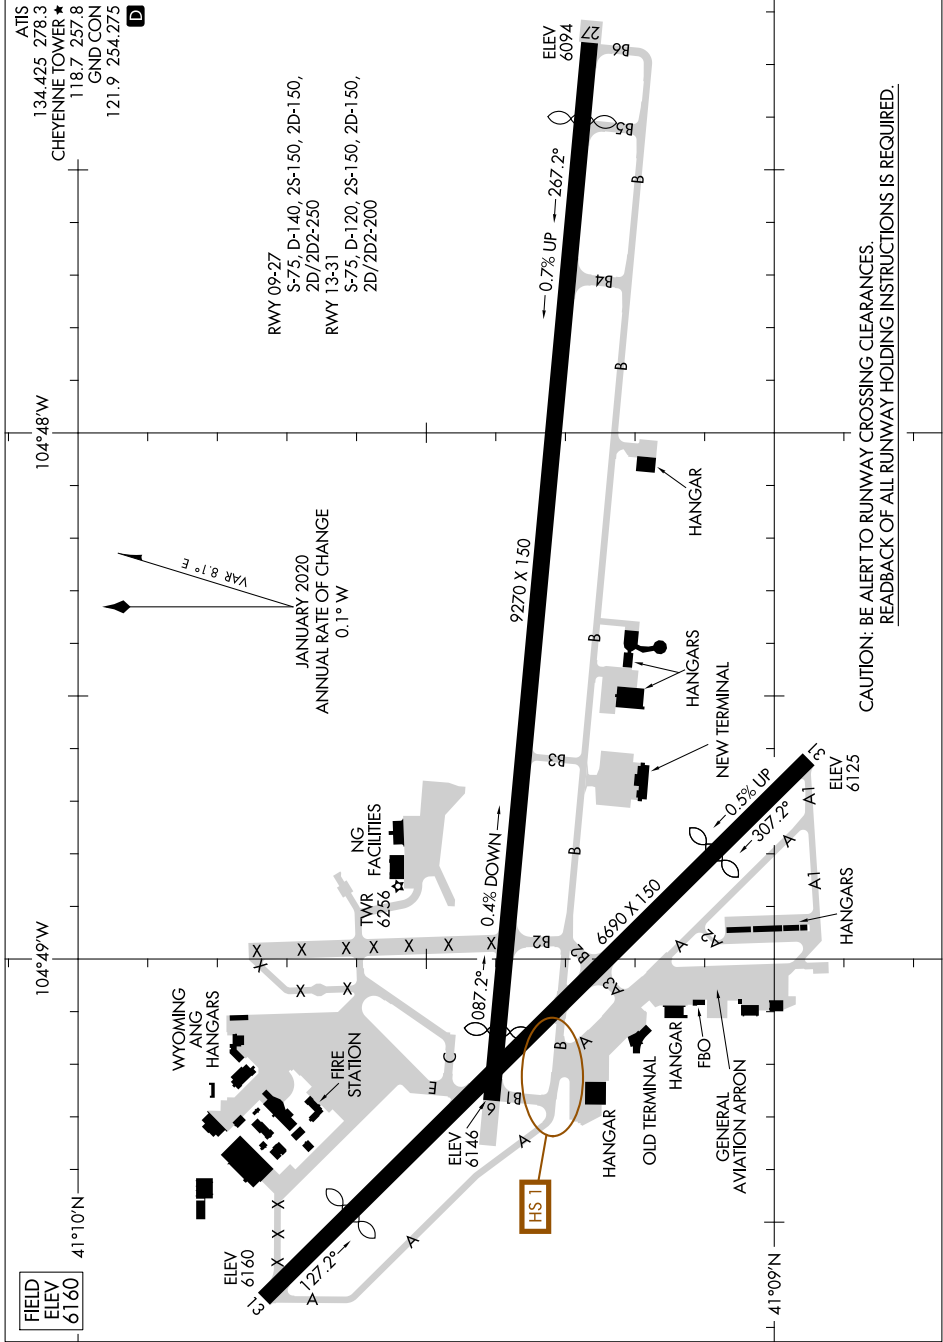 ATIS
134.425 278.3
CHEYENNE TOWER ★
118.7 257.8
GND CON
121.9 254.275
D
RWY 09-27
S-75, D-140, 2S-150, 2D-150,
2D/2D2-250
RWY 13-31
S-75, D-120, 2S-150, 2D-150,
2D/2D2-200
ELEV
6094
27
B6
B5
B
267.2°
0.7% UP
B4
B
104°48'W
HANGAR
VAR 8.1° E
JANUARY 2020
ANNUAL RATE OF CHANGE
0.1° W
9270 X 150
B
HANGARS
NEW TERMINAL
B3
B
31
ELEV
6125
0.5% UP
307.2°
A1
A
A1
HANGARS
NG
FACILITIES
TWR
6256
0.4% DOWN
087.2°
6690 X 150
B2
B2
A
A2
A3
104°49'W
X
X
X
X
X
X
X
X
X
X
WYOMING
ANG
HANGARS
FIRE
STATION
C
E
ELEV
6146
9
B1
B
A
A
HS 1
HANGAR
OLD TERMINAL
HANGAR
FBO
GENERAL
AVIATION APRON
X
X
X
ELEV
6160
13
127.2°
A
A
41°10'N
41°09'N
FIELD
ELEV
6160
CAUTION: BE ALERT TO RUNWAY CROSSING CLEARANCES.
READBACK OF ALL RUNWAY HOLDING INSTRUCTIONS IS REQUIRED.